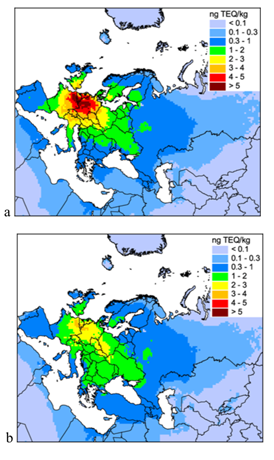 ng TEQ/kg
< 0.1
0.1 - 0.3
0.3 - 1
1 - 2
2 - 3
3 - 4
4 - 5
> 5
a
ng TEQ/kg
< 0.1
0.1 - 0.3
0.3 - 1
1 - 2
2 - 3
3 - 4
4 - 5
> 5
b